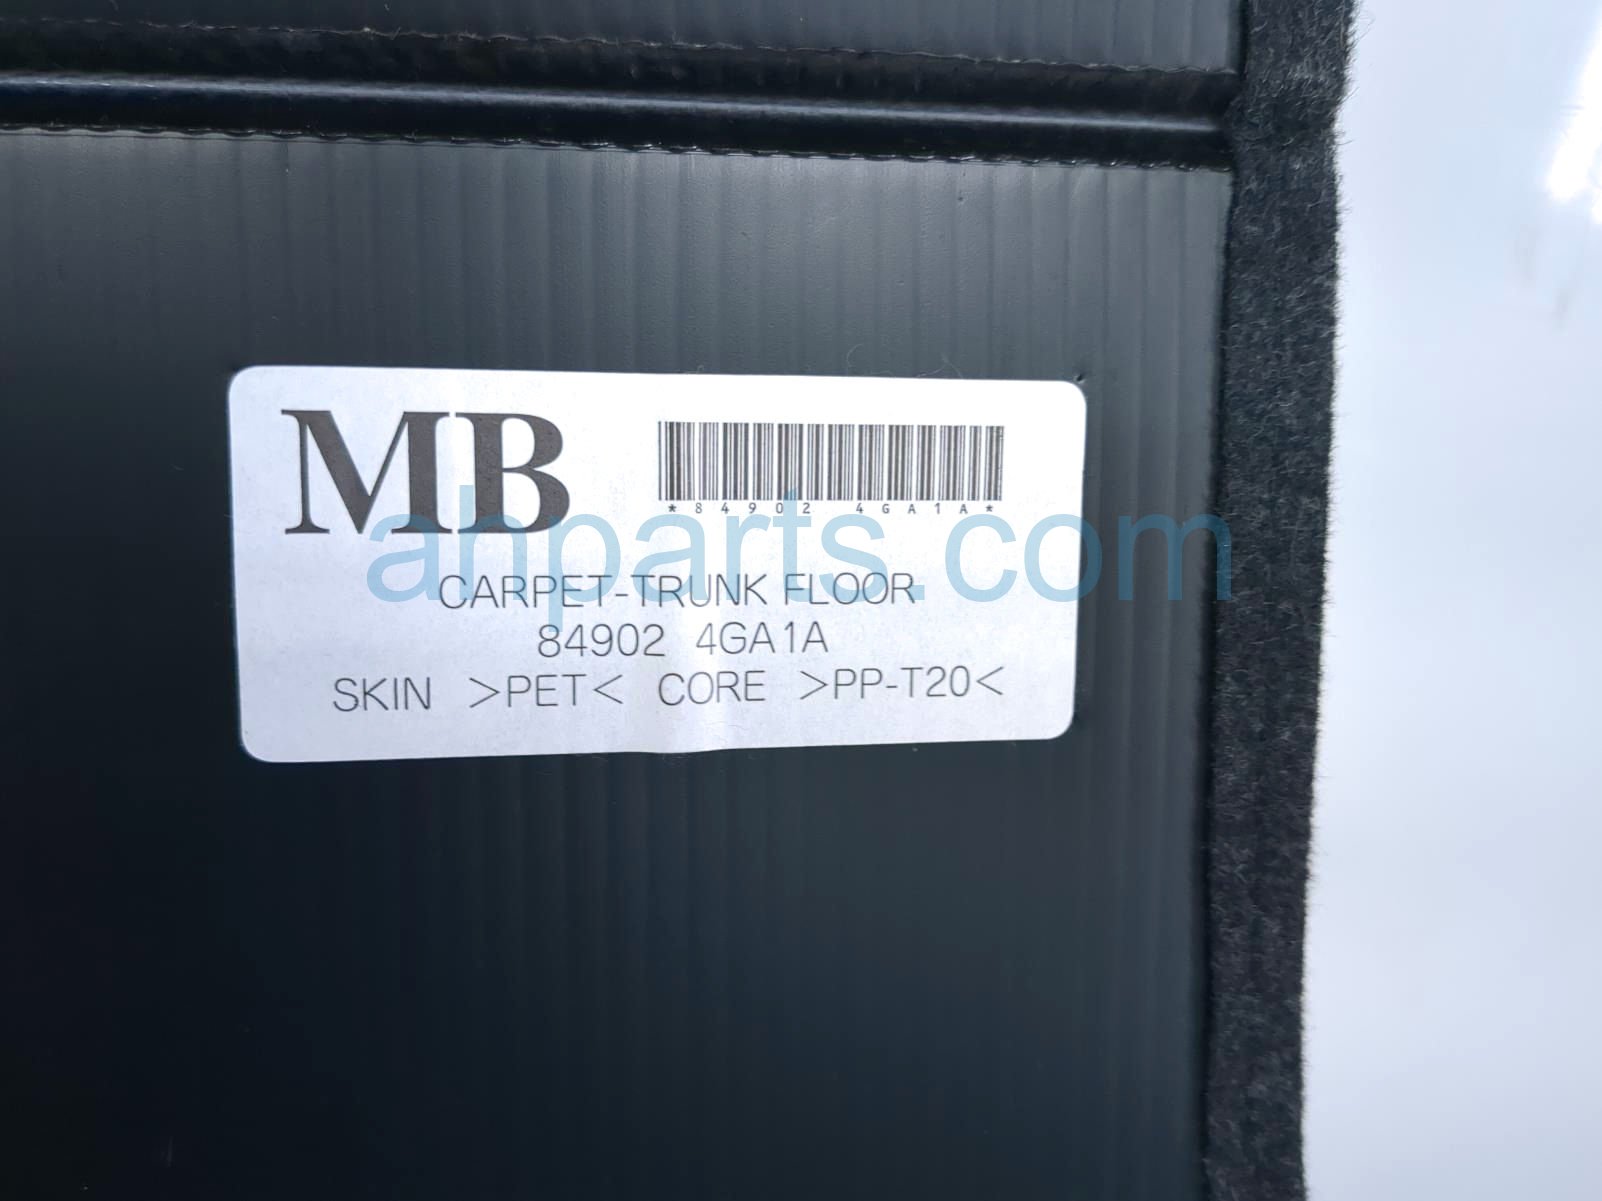 MB
*84902 4GA1A*
ahparts.com
CARPET-TRUNK FLOOR
84902 4GA1A
SKIN >PET< CORE >PP-T20<